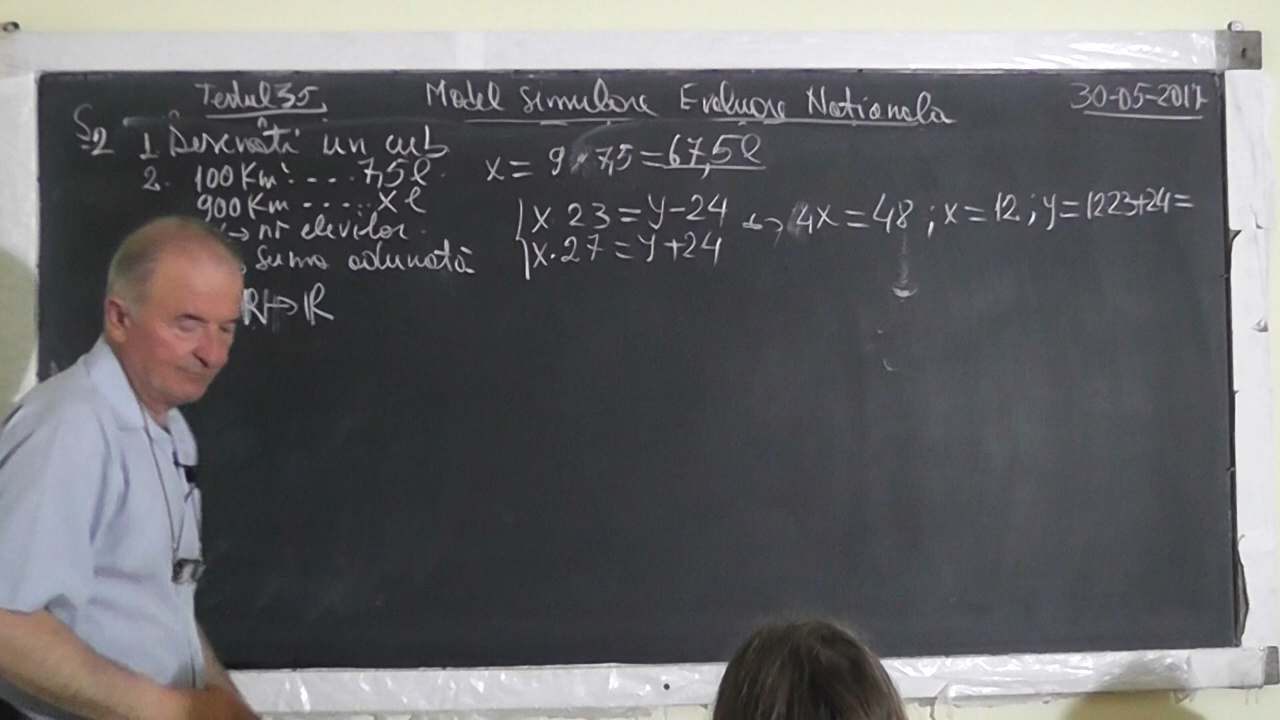 Testul 35, Model Simulare Evaluare Nationala 30-05-2017
S2 1. Desenati un cub
2. 100 Km . . . . 7,5 l x = 9 · 7,5 = 67,5 l
900 Km . . . . . x l
→ nr elevilor
suma adunată
{ x · 23 = y - 24
x · 27 = y + 24
↔ 4x = 48 ; x = 12 ; y = 12 23 + 24 =
R → R